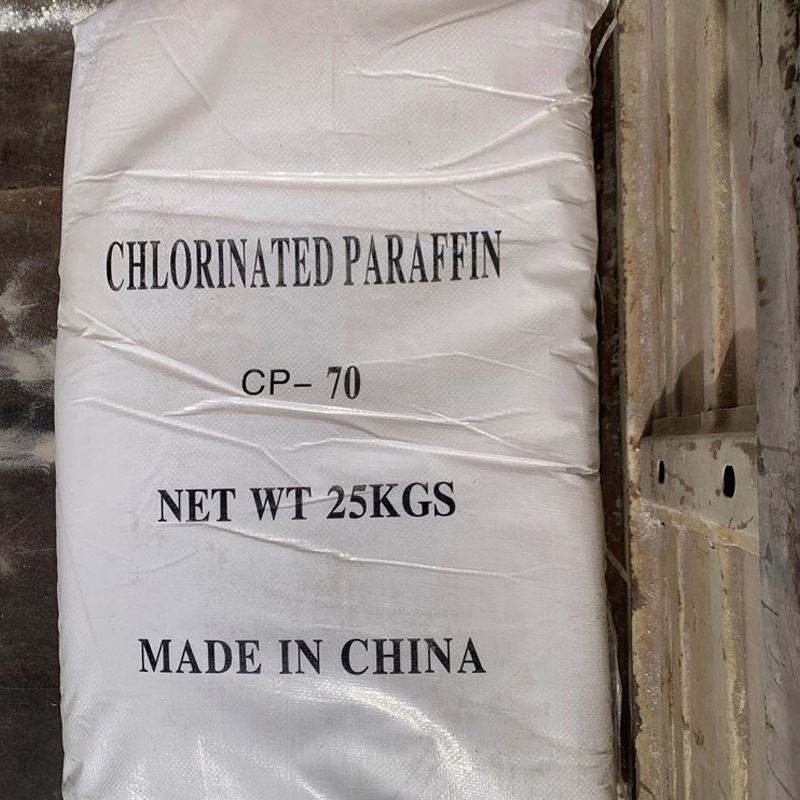 CHLORINATED PARAFFIN
CP- 70
NET WT 25KGS
MADE IN CHINA